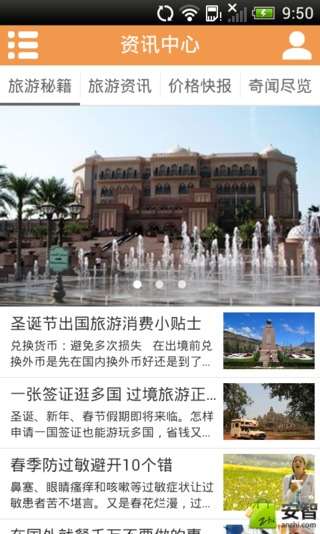 9:50
资讯中心
旅游秘籍 旅游资讯 价格快报 奇闻尽览
圣诞节出国旅游消费小贴士
兑换货币：避免多次损失 在出境前兑
换外币是先在国内换外币好还是到了...
一张签证逛多国 过境旅游正...
圣诞、新年、春节假期即将来临。怎样
申请一国签证也能游玩多国，省钱又...
春季防过敏避开10个错
鼻塞、眼睛瘙痒和咳嗽等过敏症状让过
敏患者苦不堪言。又是春花烂漫，过...
安智
anzhi.com